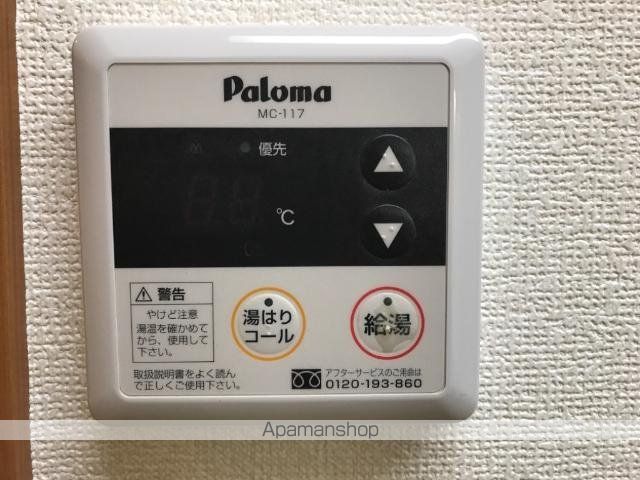 Paloma
MC-117
優先
℃
警告
やけど注意
湯温を確かめて
から、使用して
下さい。
湯はり
コール
給湯
取扱説明書をよく読ん
で正しくご使用下さい。
アフターサービスのご用命は
0120-193-860
Apamanshop